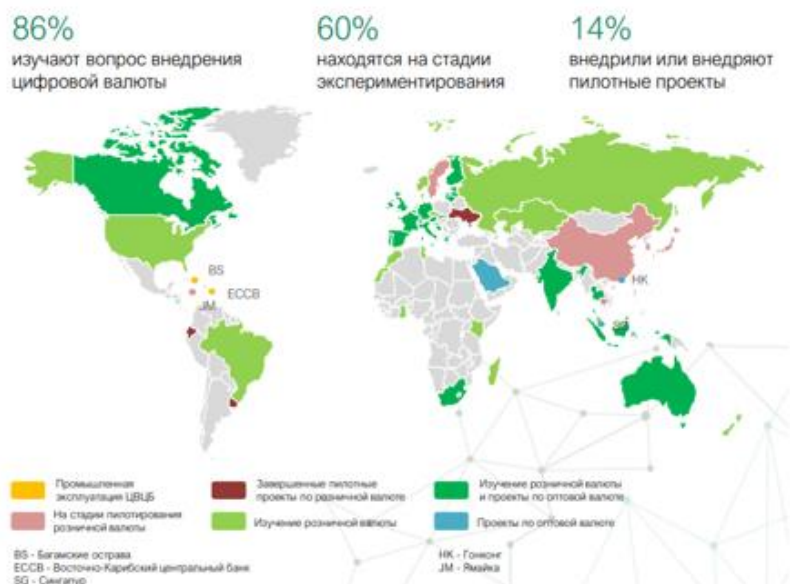 86%
изучают вопрос внедрения
цифровой валюты
60%
находятся на стадии
экспериментирования
14%
внедрили или внедряют
пилотные проекты
BS
ECCB
JM
HK
SG
Промышленная
эксплуатация ЦВЦБ
Завершенные пилотные
проекты по розничной валюте
Изучение розничной валюты
и проекты по оптовой валюте
На стадии пилотирования
розничной валюты
Изучение розничной валюты
Проекты по оптовой валюте
BS - Багамские острова
ECCB - Восточно-Карибский центральный банк
SG - Сингапур
HK - Гонконг
JM - Ямайка